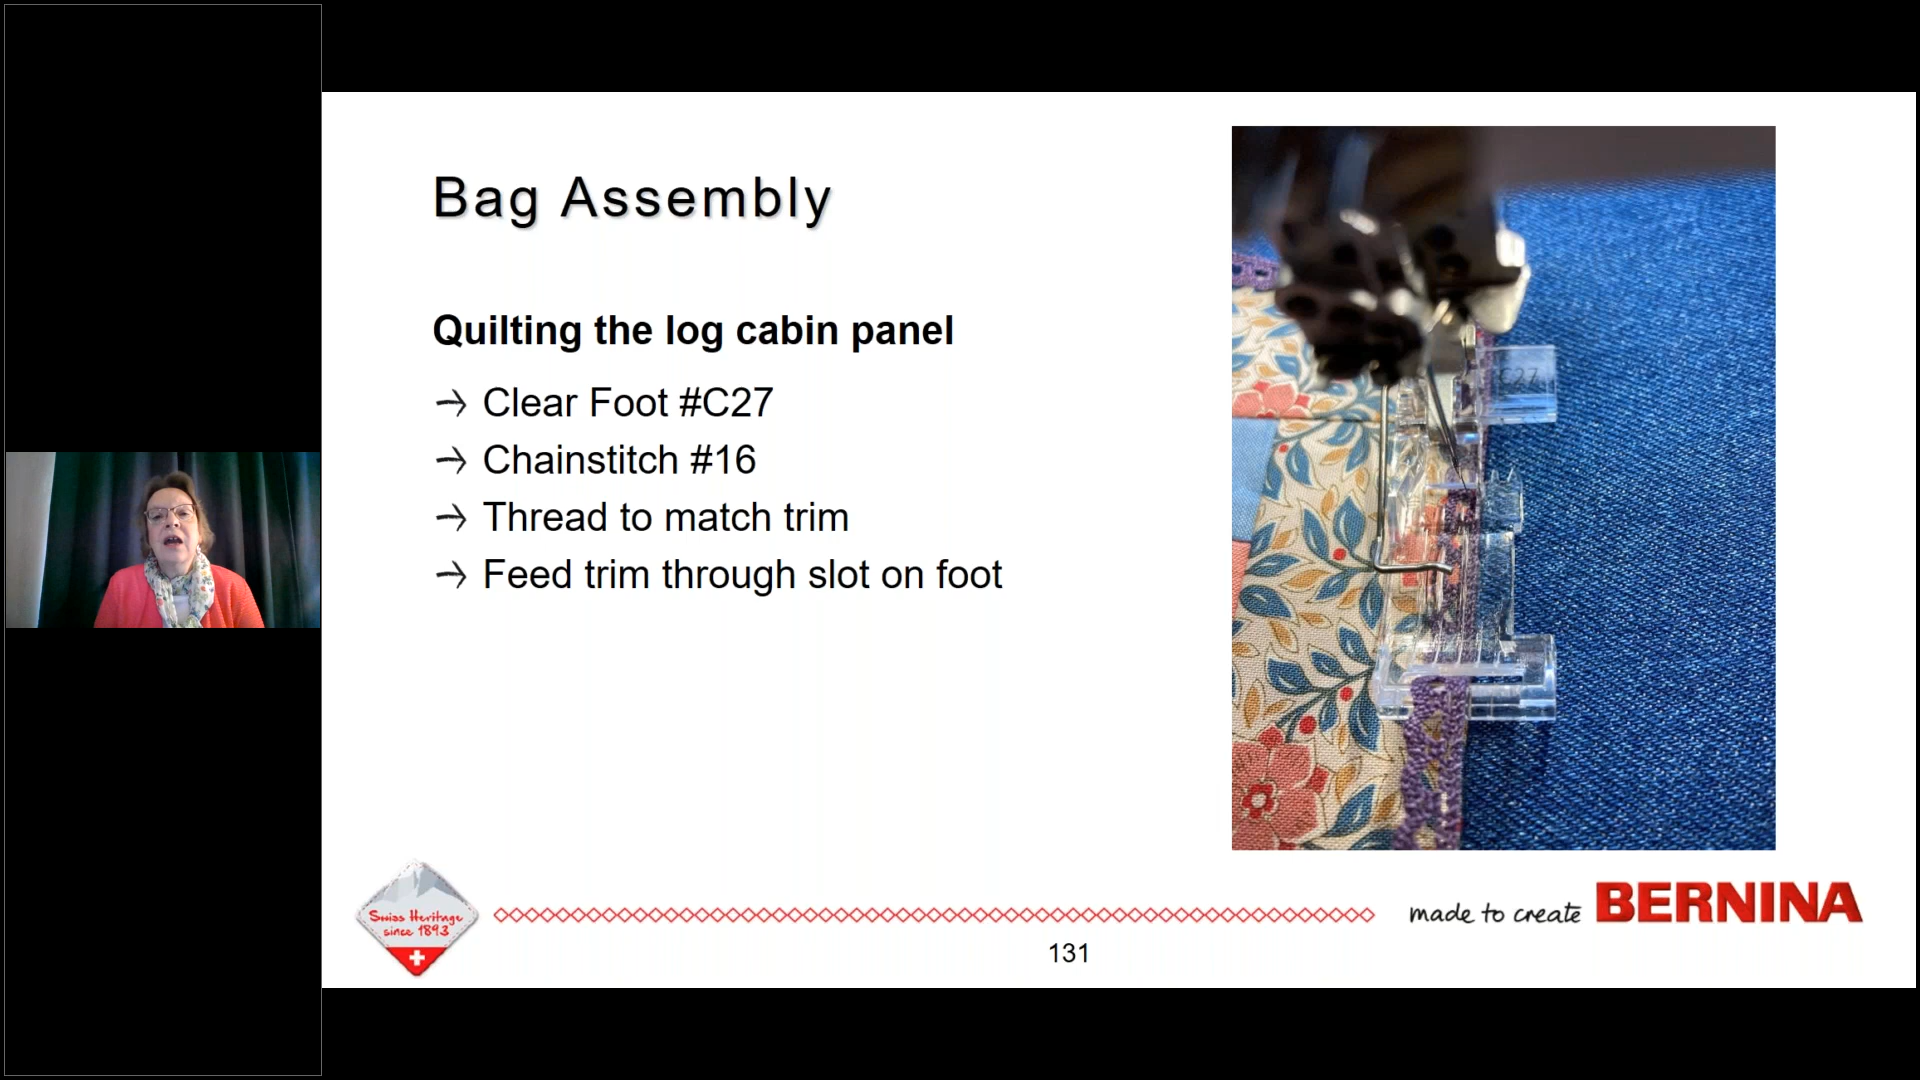 Bag Assembly
Quilting the log cabin panel
→ Clear Foot #C27
→ Chainstitch #16
→ Thread to match trim
→ Feed trim through slot on foot
C27
Swiss Heritage
since 1893
made to create BERNINA
131